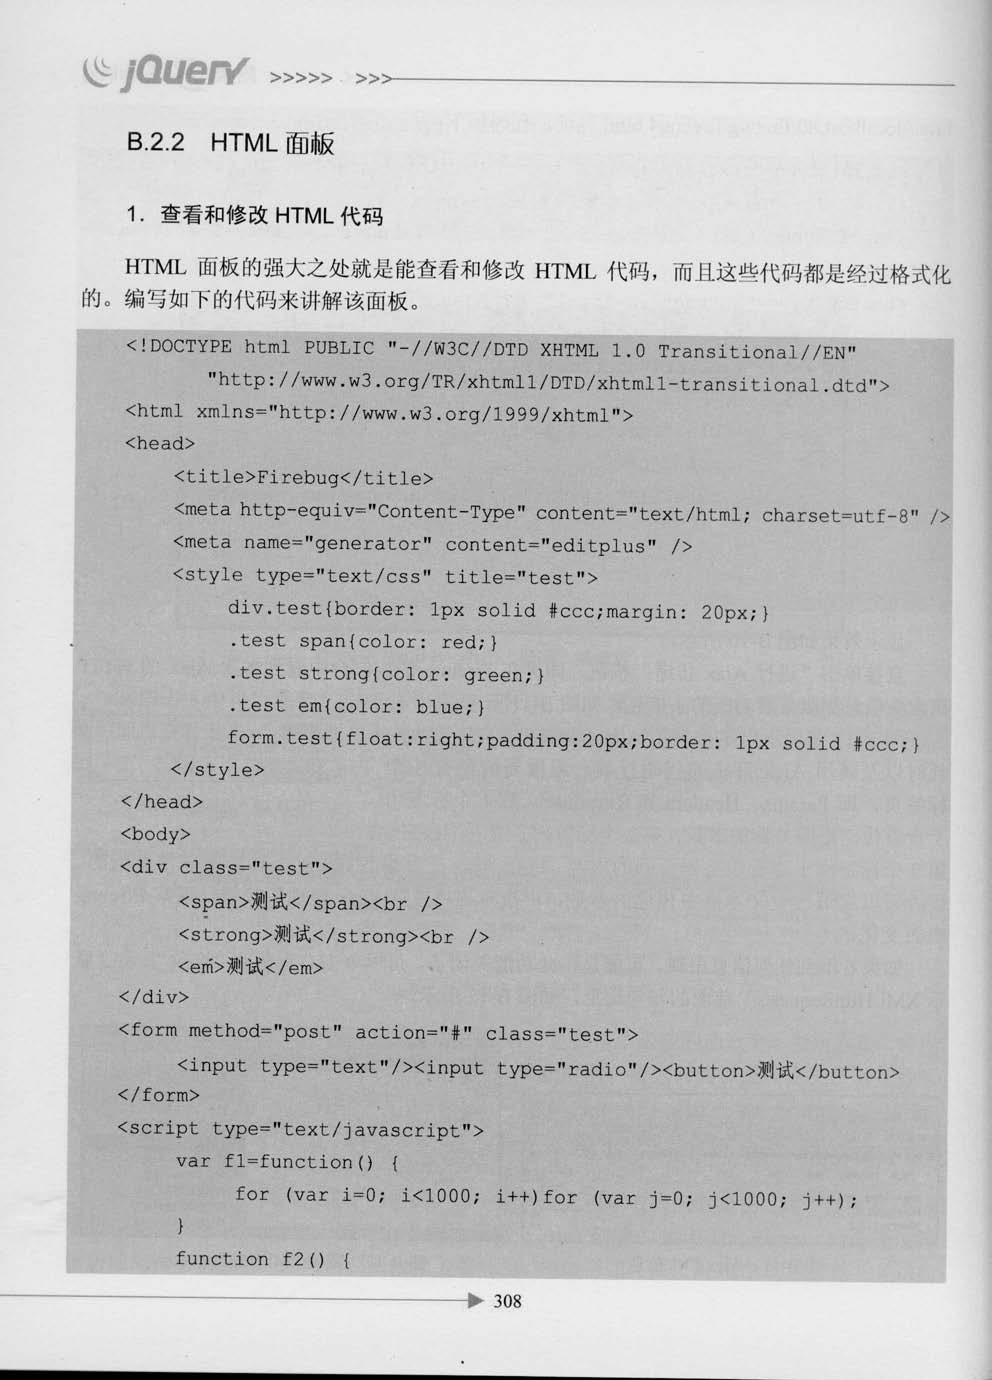 jQuery >>>>> . >>>
B.2.2 HTML 面板
1. 查看和修改 HTML 代码
HTML 面板的强大之处就是能查看和修改 HTML 代码，而且这些代码都是经过格式化
的。编写如下的代码来讲解该面板。
<!DOCTYPE html PUBLIC "-//W3C//DTD XHTML 1.0 Transitional//EN"
"http://www.w3.org/TR/xhtml1/DTD/xhtml1-transitional.dtd">
<html xmlns="http://www.w3.org/1999/xhtml">
<head>
<title>Firebug</title>
<meta http-equiv="Content-Type" content="text/html; charset=utf-8" />
<meta name="generator" content="editplus" />
<style type="text/css" title="test">
div.test{border: 1px solid #ccc;margin: 20px;}
.test span{color: red;}
.test strong{color: green;}
.test em{color: blue;}
form.test{float:right;padding:20px;border: 1px solid #ccc;}
</style>
</head>
<body>
<div class="test">
<span>测试</span><br />
<strong>测试</strong><br />
<em>测试</em>
</div>
<form method="post" action="#" class="test">
<input type="text"/><input type="radio"/><button>测试</button>
</form>
<script type="text/javascript">
var f1=function() {
for (var i=0; i<1000; i++)for (var j=0; j<1000; j++);
}
function f2() {
308